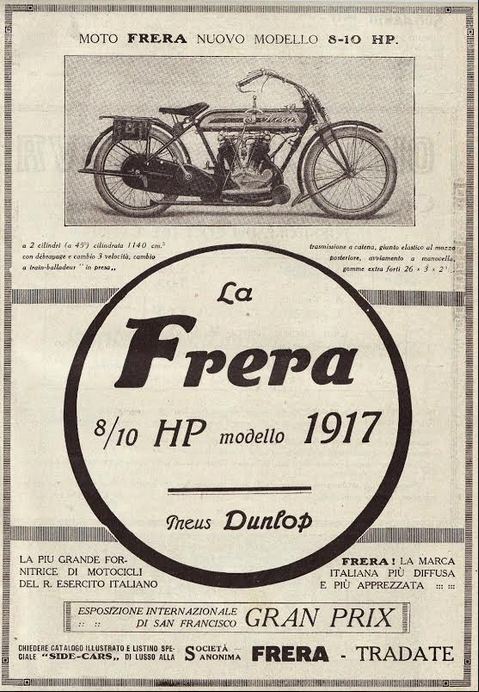 MOTO FRERA NUOVO MODELLO 8-10 HP.
Frera
a 2 cilindri (a 45°) cilindrata 1140 cm.³
con débrayage e cambio 3 velocità, cambio
a train-balladeur "in presa„
trasmissione a catena, giunto elastico al mozzo
posteriore, avviamento a manovella,
gomme extra forti 26 × 3 × 2
La
Frera
8/10 HP modello 1917
Pneus Dunlop
LA PIU GRANDE FOR-
NITRICE DI MOTOCICLI
DEL R. ESERCITO ITALIANO
FRERA! LA MARCA
ITALIANA PIÙ DIFFUSA
E PIÙ APPREZZATA :: ::
ESPOSIZIONE INTERNAZIONALE
:: :: DI SAN FRANCISCO GRAN PRIX
CHIEDERE CATALOGO ILLUSTRATO E LISTINO SPE-
CIALE "SIDE-CARS„ DI LUSSO ALLA SOCIETÀ ANONIMA FRERA - TRADATE